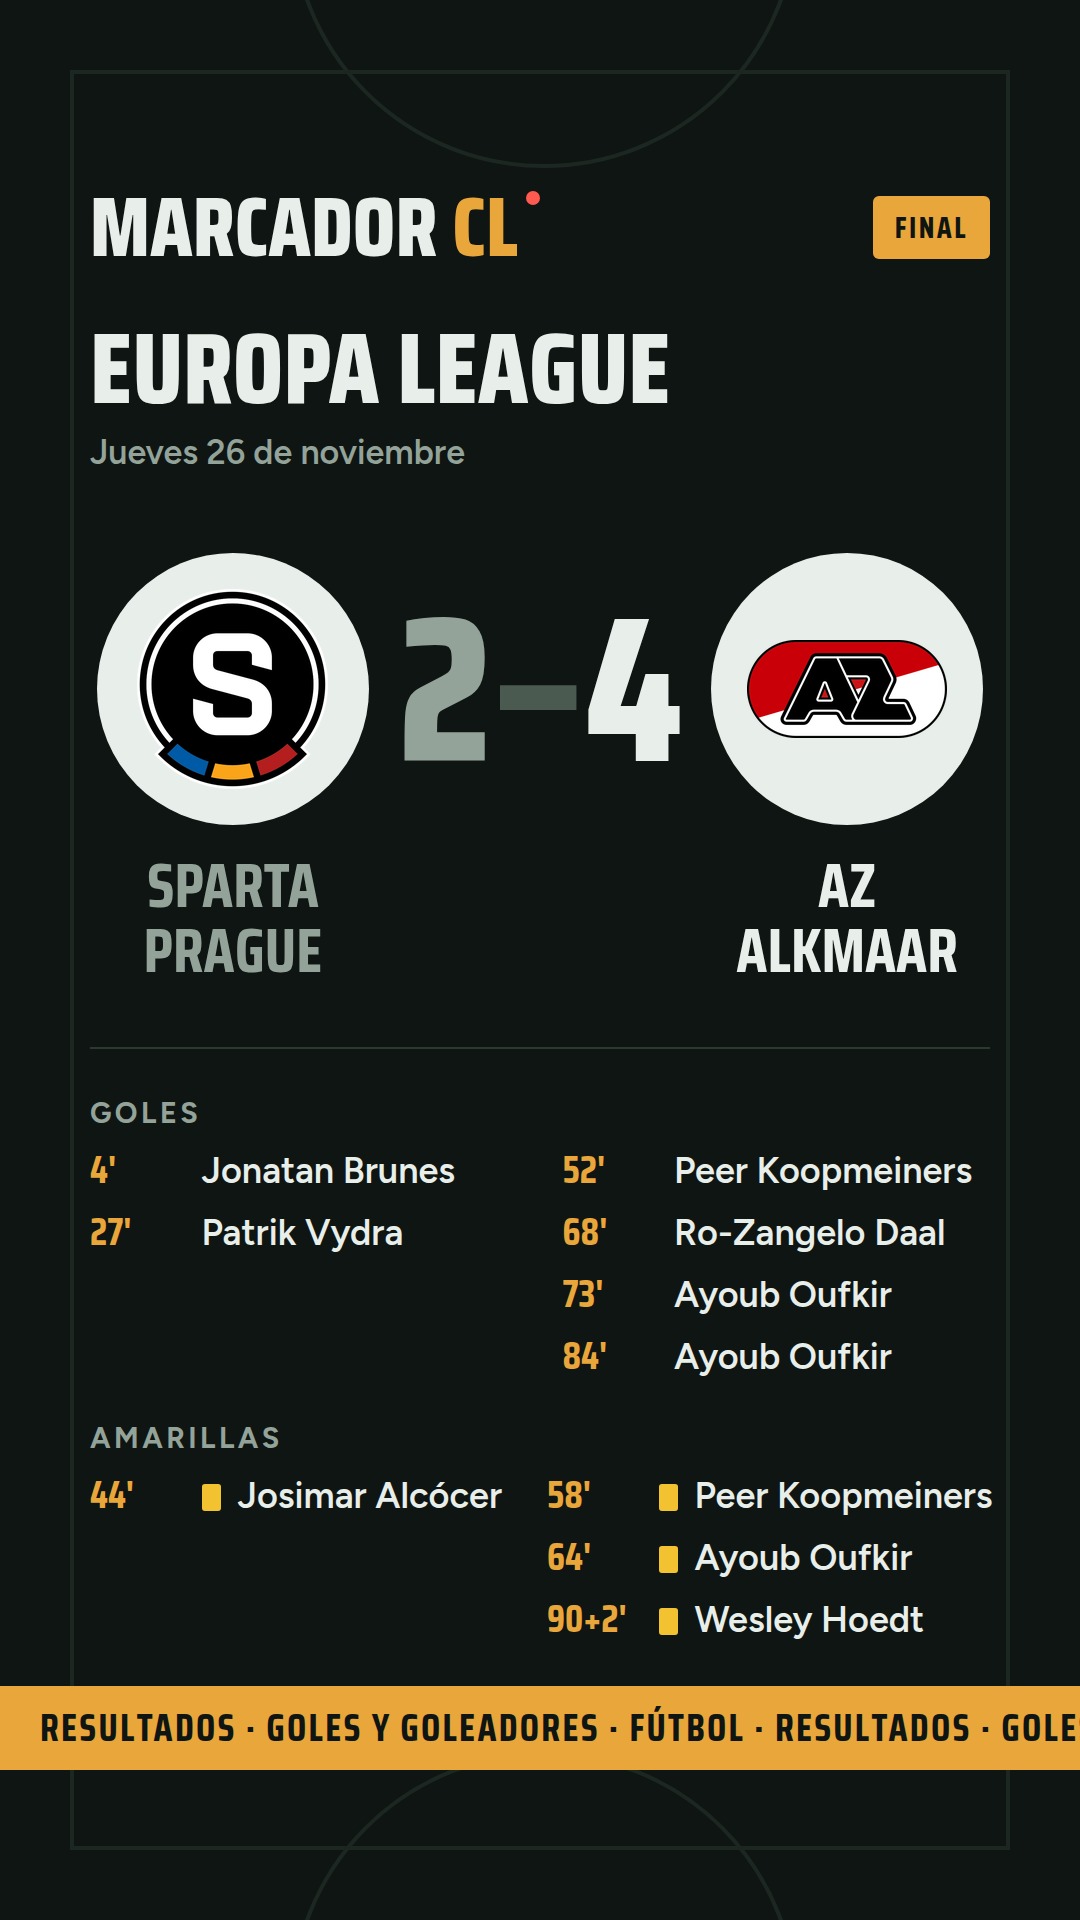 MARCADOR CL
FINAL
EUROPA LEAGUE
Jueves 26 de noviembre
S
2–4
AZ
SPARTA
PRAGUE
AZ
ALKMAAR
GOLES
4' Jonatan Brunes
27' Patrik Vydra
52' Peer Koopmeiners
68' Ro-Zangelo Daal
73' Ayoub Oufkir
84' Ayoub Oufkir
AMARILLAS
44' Josimar Alcócer
58' Peer Koopmeiners
64' Ayoub Oufkir
90+2' Wesley Hoedt
RESULTADOS · GOLES Y GOLEADORES · FÚTBOL · RESULTADOS · GOLES